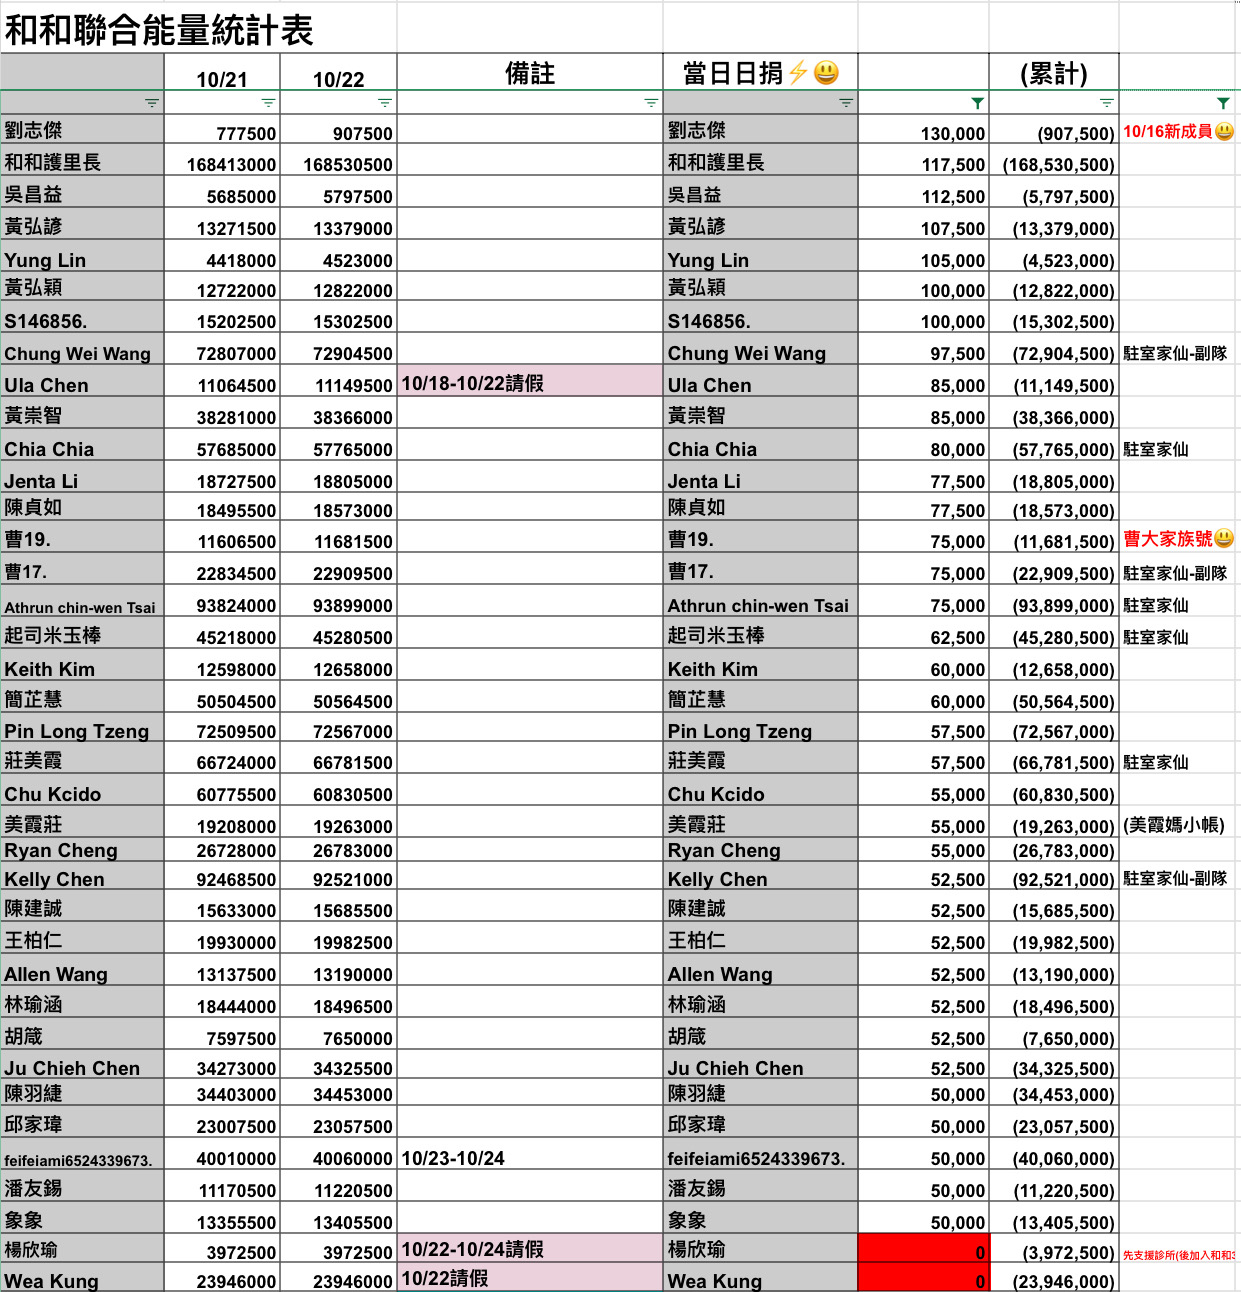 和和聯合能量統計表
10/21 10/22 備註 當日日捐⚡😃 (累計)
劉志傑 777500 907500 劉志傑 130,000 (907,500) 10/16新成員😃
和和護里長 168413000 168530500 和和護里長 117,500 (168,530,500)
吳昌益 5685000 5797500 吳昌益 112,500 (5,797,500)
黃弘諺 13271500 13379000 黃弘諺 107,500 (13,379,000)
Yung Lin 4418000 4523000 Yung Lin 105,000 (4,523,000)
黃弘穎 12722000 12822000 黃弘穎 100,000 (12,822,000)
S146856. 15202500 15302500 S146856. 100,000 (15,302,500)
Chung Wei Wang 72807000 72904500 Chung Wei Wang 97,500 (72,904,500) 駐室家仙-副隊
Ula Chen 11064500 11149500 10/18-10/22請假 Ula Chen 85,000 (11,149,500)
黃崇智 38281000 38366000 黃崇智 85,000 (38,366,000)
Chia Chia 57685000 57765000 Chia Chia 80,000 (57,765,000) 駐室家仙
Jenta Li 18727500 18805000 Jenta Li 77,500 (18,805,000)
陳貞如 18495500 18573000 陳貞如 77,500 (18,573,000)
曹19. 11606500 11681500 曹19. 75,000 (11,681,500) 曹大家族號😃
曹17. 22834500 22909500 曹17. 75,000 (22,909,500) 駐室家仙-副隊
Athrun chin-wen Tsai 93824000 93899000 Athrun chin-wen Tsai 75,000 (93,899,000) 駐室家仙
起司米玉棒 45218000 45280500 起司米玉棒 62,500 (45,280,500) 駐室家仙
Keith Kim 12598000 12658000 Keith Kim 60,000 (12,658,000)
簡芷慧 50504500 50564500 簡芷慧 60,000 (50,564,500)
Pin Long Tzeng 72509500 72567000 Pin Long Tzeng 57,500 (72,567,000)
莊美霞 66724000 66781500 莊美霞 57,500 (66,781,500) 駐室家仙
Chu Kcido 60775500 60830500 Chu Kcido 55,000 (60,830,500)
美霞莊 19208000 19263000 美霞莊 55,000 (19,263,000) (美霞媽小帳)
Ryan Cheng 26728000 26783000 Ryan Cheng 55,000 (26,783,000)
Kelly Chen 92468500 92521000 Kelly Chen 52,500 (92,521,000) 駐室家仙-副隊
陳建誠 15633000 15685500 陳建誠 52,500 (15,685,500)
王柏仁 19930000 19982500 王柏仁 52,500 (19,982,500)
Allen Wang 13137500 13190000 Allen Wang 52,500 (13,190,000)
林瑜涵 18444000 18496500 林瑜涵 52,500 (18,496,500)
胡箴 7597500 7650000 胡箴 52,500 (7,650,000)
Ju Chieh Chen 34273000 34325500 Ju Chieh Chen 52,500 (34,325,500)
陳羽緁 34403000 34453000 陳羽緁 50,000 (34,453,000)
邱家瑋 23007500 23057500 邱家瑋 50,000 (23,057,500)
feifeiami6524339673. 40010000 40060000 10/23-10/24 feifeiami6524339673. 50,000 (40,060,000)
潘友錫 11170500 11220500 潘友錫 50,000 (11,220,500)
象象 13355500 13405500 象象 50,000 (13,405,500)
楊欣瑜 3972500 3972500 10/22-10/24請假 楊欣瑜 0 (3,972,500) 先支援診所(後加入和和3
Wea Kung 23946000 23946000 10/22請假 Wea Kung 0 (23,946,000)